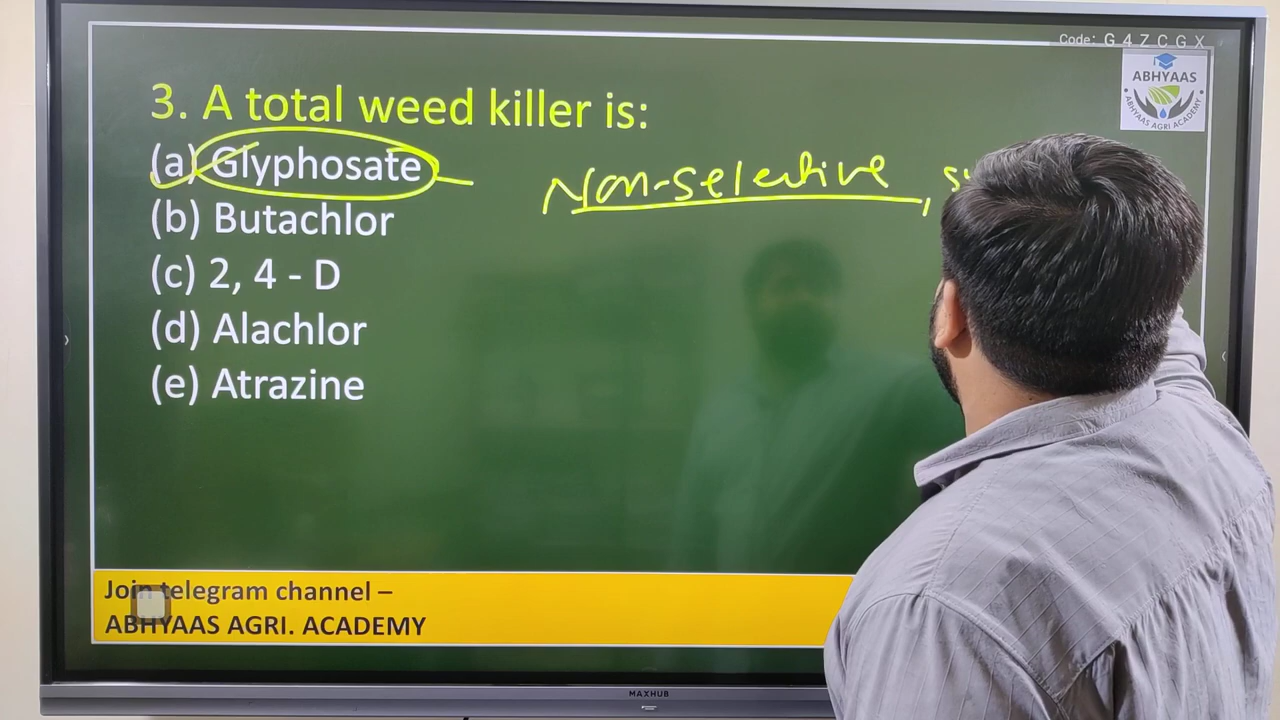 Code: G 4 Z C G X
ABHYAAS
ABHYAAS AGRI ACADEMY
3. A total weed killer is:
(a) Glyphosate
Non-selective,
(b) Butachlor
(c) 2, 4 - D
(d) Alachlor
(e) Atrazine
Join telegram channel –
ABHYAAS AGRI. ACADEMY
MAXHUB